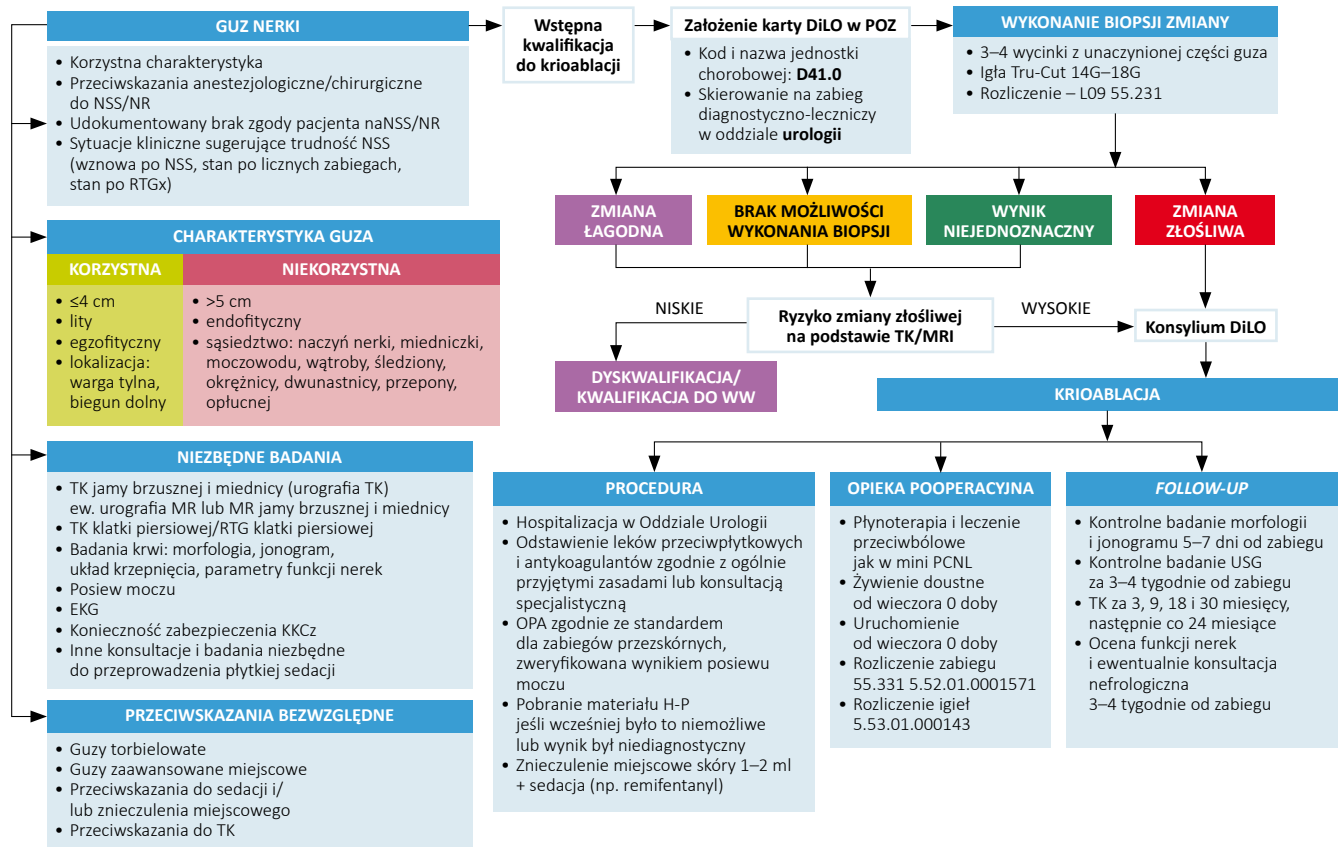 GUZ NERKI
• Korzystna charakterystyka
• Przeciwskazania anestezjologiczne/chirurgiczne
do NSS/NR
• Udokumentowany brak zgody pacjenta naNSS/NR
• Sytuacje kliniczne sugerujące trudność NSS
(wznowa po NSS, stan po licznych zabiegach,
stan po RTGx)
Wstępna
kwalifikacja
do krioablacji
Założenie karty DiLO w POZ
• Kod i nazwa jednostki
chorobowej: D41.0
• Skierowanie na zabieg
diagnostyczno-leczniczy
w oddziale urologii
WYKONANIE BIOPSJI ZMIANY
• 3–4 wycinki z unaczynionej części guza
• Igła Tru-Cut 14G–18G
• Rozliczenie – L09 55.231
ZMIANA
ŁAGODNA
BRAK MOŻLIWOŚCI
WYKONANIA BIOPSJI
WYNIK
NIEJEDNOZNACZNY
ZMIANA
ZŁOŚLIWA
CHARAKTERYSTYKA GUZA
KORZYSTNA
• ≤4 cm
• lity
• egzofityczny
• lokalizacja:
warga tylna,
biegun dolny
NIEKORZYSTNA
• >5 cm
• endofityczny
• sąsiedztwo: naczyń nerki, miedniczki,
moczowodu, wątroby, śledziony,
okrężnicy, dwunastnicy, przepony,
opłucnej
NISKIE
Ryzyko zmiany złośliwej
na podstawie TK/MRI
WYSOKIE
Konsylium DiLO
DYSKWALIFIKACJA/
KWALIFIKACJA DO WW
KRIOABLACJA
NIEZBĘDNE BADANIA
• TK jamy brzusznej i miednicy (urografia TK)
ew. urografia MR lub MR jamy brzusznej i miednicy
• TK klatki piersiowej/RTG klatki piersiowej
• Badania krwi: morfologia, jonogram,
układ krzepnięcia, parametry funkcji nerek
• Posiew moczu
• EKG
• Konieczność zabezpieczenia KKCz
• Inne konsultacje i badania niezbędne
do przeprowadzenia płytkiej sedacji
PRZECIWSKAZANIA BEZWZGLĘDNE
• Guzy torbielowate
• Guzy zaawansowane miejscowe
• Przeciwskazania do sedacji i/
lub znieczulenia miejscowego
• Przeciwskazania do TK
PROCEDURA
• Hospitalizacja w Oddziale Urologii
• Odstawienie leków przeciwpłytkowych
i antykoagulantów zgodnie z ogólnie
przyjętymi zasadami lub konsultacją
specjalistyczną
• OPA zgodnie ze standardem
dla zabiegów przezskórnych,
zweryfikowana wynikiem posiewu
moczu
• Pobranie materiału H-P
jeśli wcześniej było to niemożliwe
lub wynik był niediagnostyczny
• Znieczulenie miejscowe skóry 1–2 ml
+ sedacja (np. remifentanyl)
OPIEKA POOPERACYJNA
• Płynoterapia i leczenie
przeciwbólowe
jak w mini PCNL
• Żywienie doustne
od wieczora 0 doby
• Uruchomienie
od wieczora 0 doby
• Rozliczenie zabiegu
55.331 5.52.01.0001571
• Rozliczenie igieł
5.53.01.000143
FOLLOW-UP
• Kontrolne badanie morfologii
i jonogramu 5–7 dni od zabiegu
• Kontrolne badanie USG
za 3–4 tygodnie od zabiegu
• TK za 3, 9, 18 i 30 miesięcy,
następnie co 24 miesiące
• Ocena funkcji nerek
i ewentualnie konsultacja
nefrologiczna
3–4 tygodnie od zabiegu